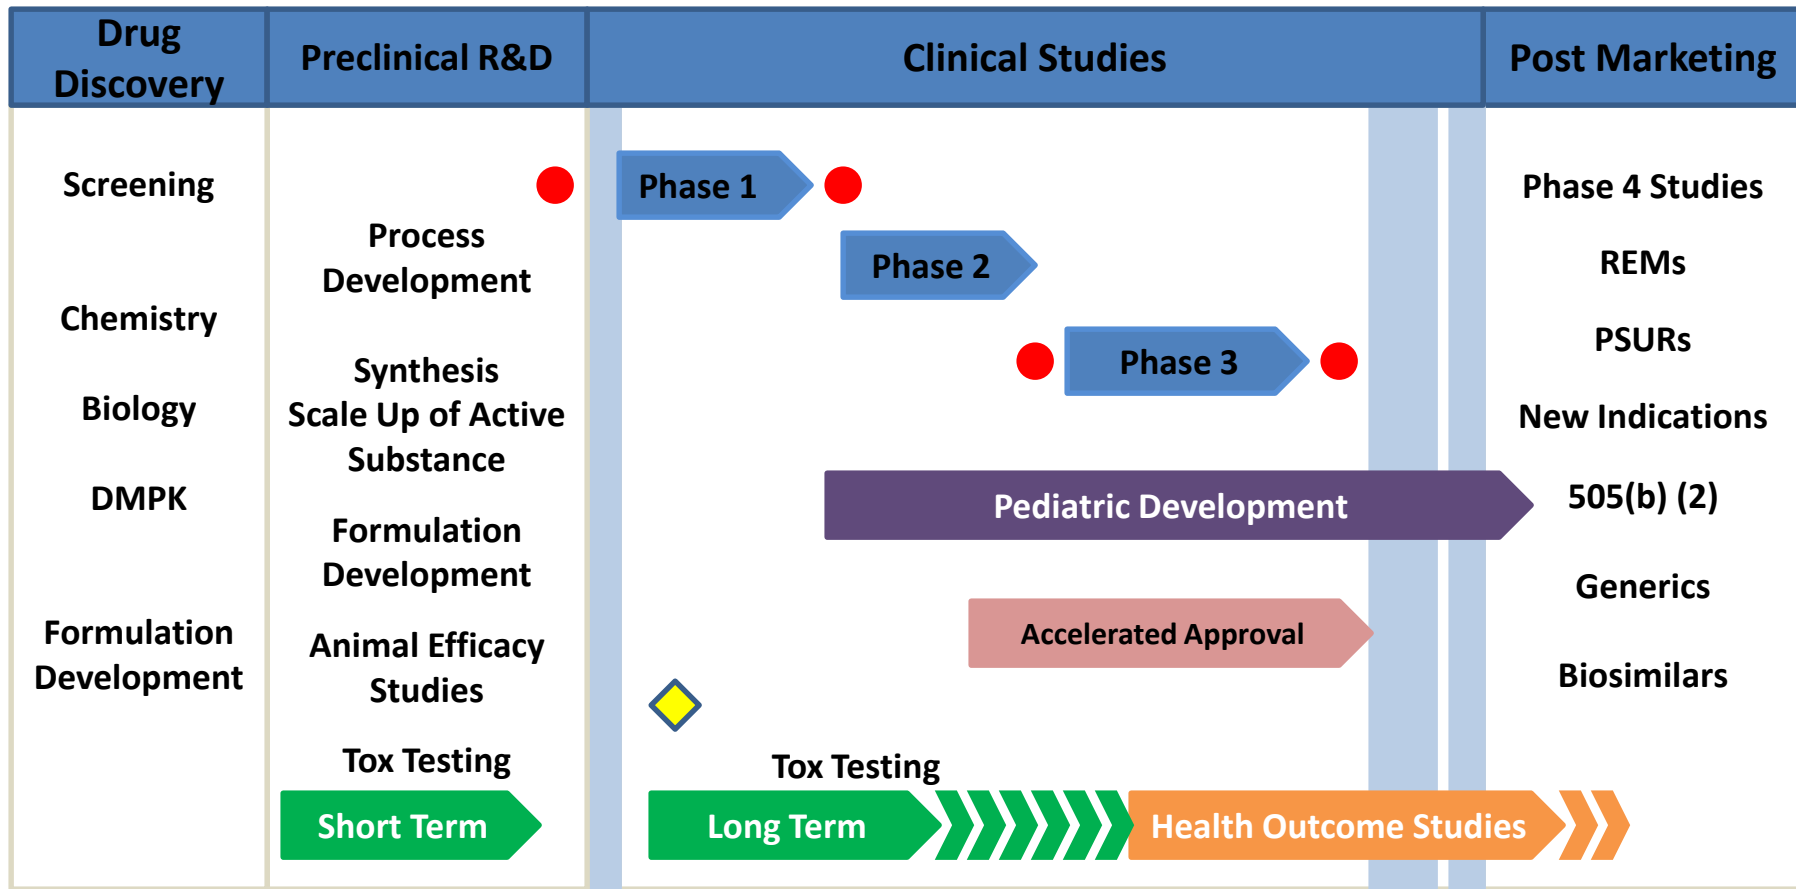 Drug
Discovery
Preclinical R&D
Clinical Studies
Post Marketing
Screening
Chemistry
Biology
DMPK
Formulation
Development
Process
Development
Synthesis
Scale Up of Active
Substance
Formulation
Development
Animal Efficacy
Studies
Tox Testing
Short Term
Phase 1
Phase 2
Phase 3
Pediatric Development
Accelerated Approval
Tox Testing
Long Term
Health Outcome Studies
Phase 4 Studies
REMs
PSURs
New Indications
505(b) (2)
Generics
Biosimilars